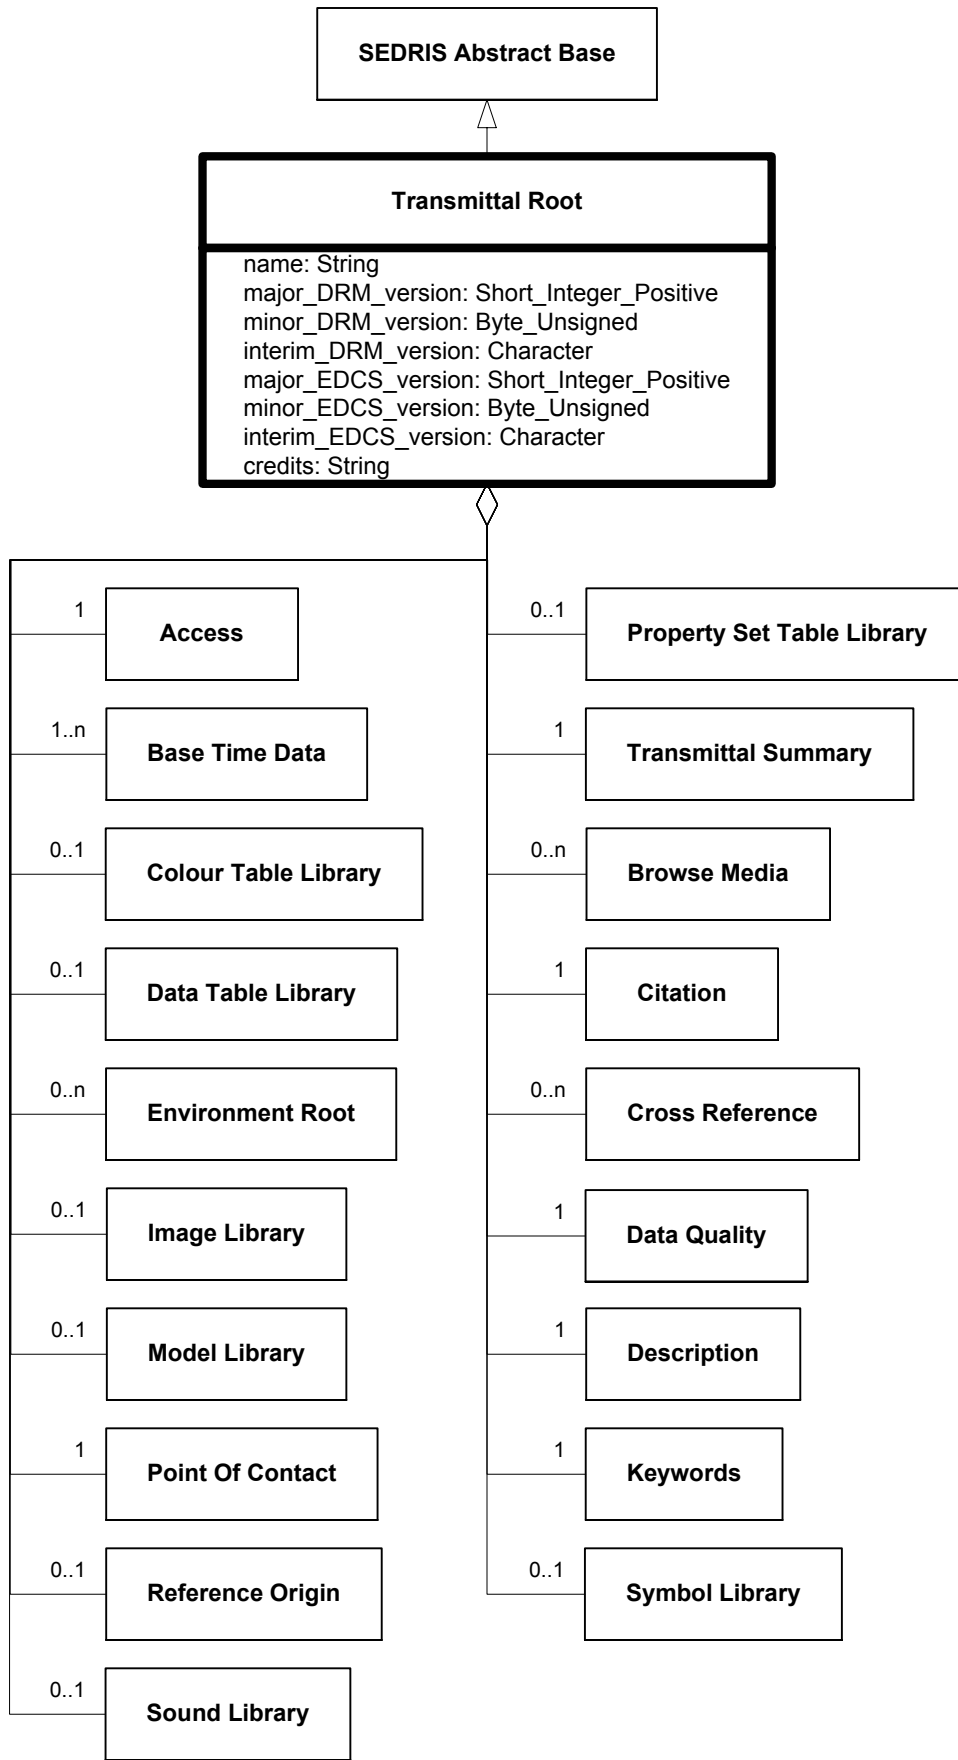 SEDRIS Abstract Base
Transmittal Root
name: String
major_DRM_version: Short_Integer_Positive
minor_DRM_version: Byte_Unsigned
interim_DRM_version: Character
major_EDCS_version: Short_Integer_Positive
minor_EDCS_version: Byte_Unsigned
interim_EDCS_version: Character
credits: String
1
Access
1..n
Base Time Data
0..1
Colour Table Library
0..1
Data Table Library
0..n
Environment Root
0..1
Image Library
0..1
Model Library
1
Point Of Contact
0..1
Reference Origin
0..1
Sound Library
0..1
Property Set Table Library
1
Transmittal Summary
0..n
Browse Media
1
Citation
0..n
Cross Reference
1
Data Quality
1
Description
1
Keywords
0..1
Symbol Library